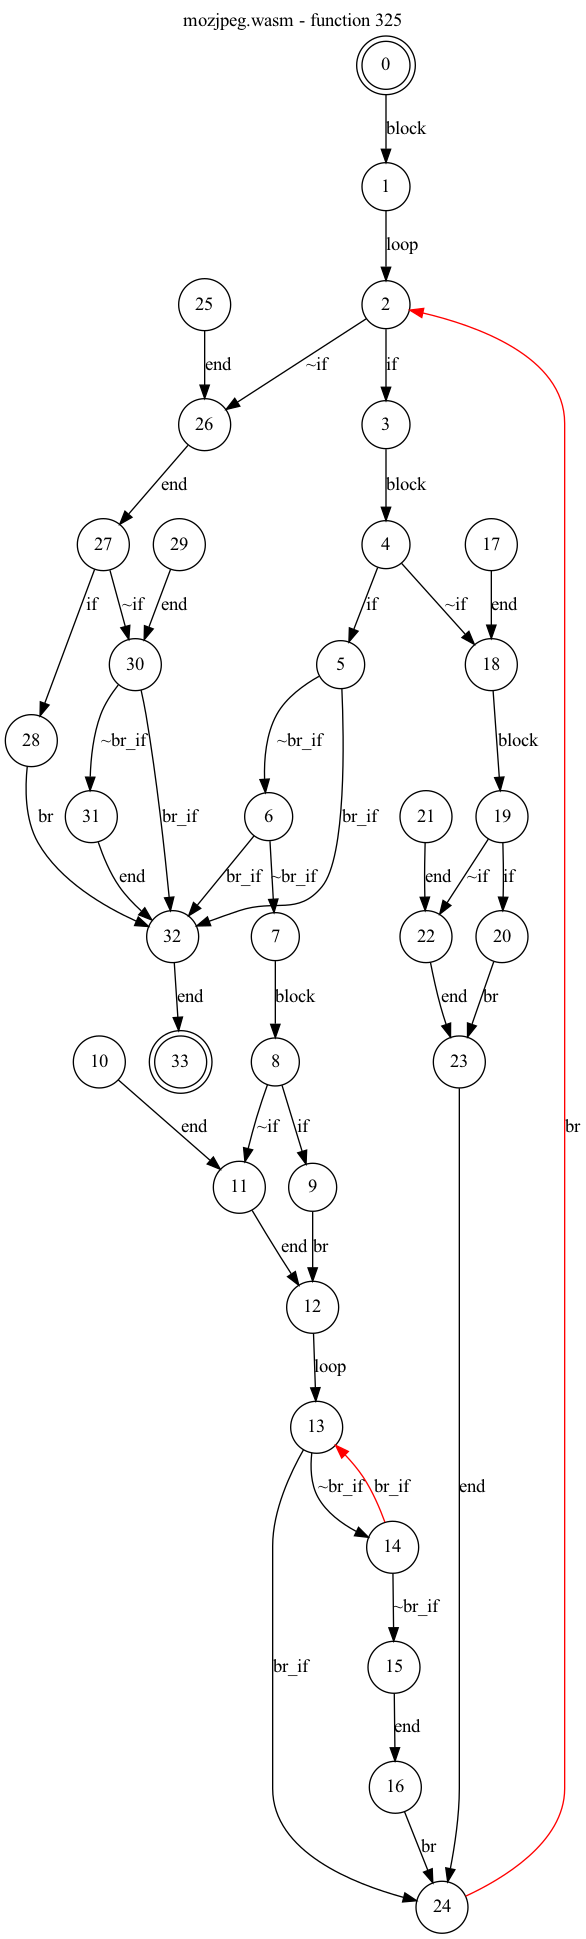 mozjpeg.wasm - function 325
0
block
1
loop
25
2
end
~if
if
br
26
3
end
block
27
29
4
17
if
~if
end
if
~if
end
30
5
18
28
~br_if
~br_if
block
br
31
br_if
6
br_if
21
19
end
br_if
~br_if
end
~if
if
32
7
22
20
end
block
end
br
10
33
8
23
end
~if
if
11
9
end
br
12
loop
13
~br_if
br_if
end
14
~br_if
br_if
15
end
16
br
24